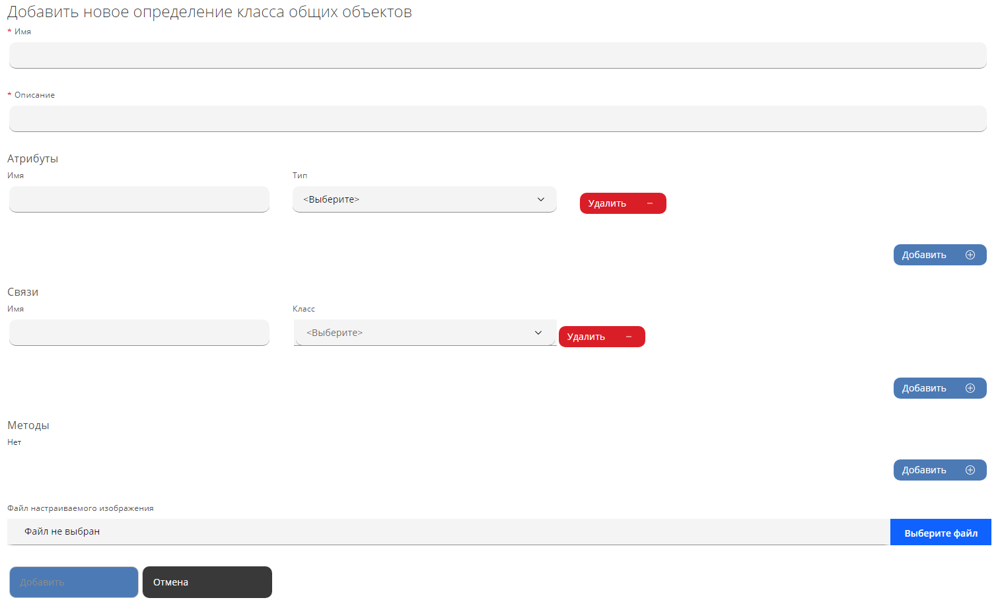 Добавить новое определение класса общих объектов
* Имя
* Описание
Атрибуты
Имя Тип
<Выберите> Удалить
Добавить
Связи
Имя Класс
<Выберите> Удалить
Добавить
Методы
Нет
Добавить
Файл настраиваемого изображения
Файл не выбран Выберите файл
Добавить Отмена